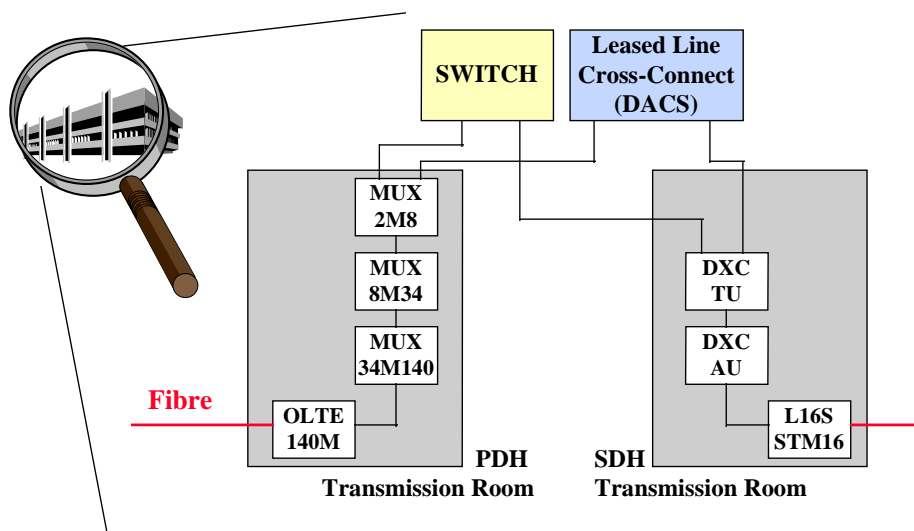 SWITCH
Leased Line
Cross-Connect
(DACS)
MUX
2M8
MUX
8M34
MUX
34M140
OLTE
140M
Fibre
PDH
Transmission Room
DXC
TU
DXC
AU
L16S
STM16
SDH
Transmission Room